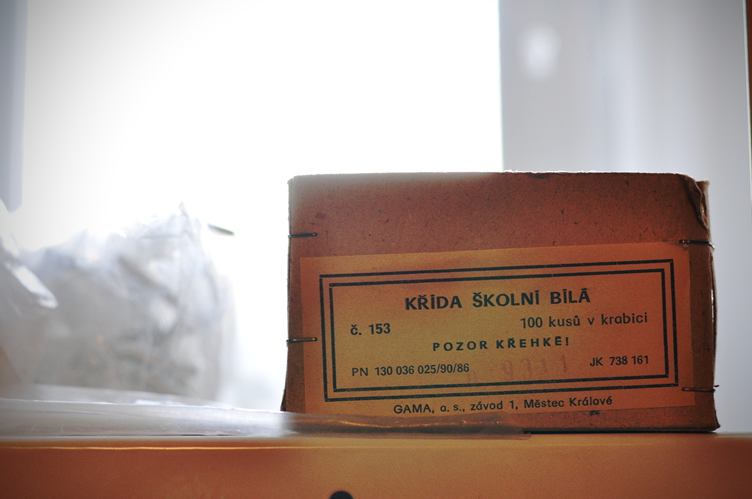 KŘÍDA ŠKOLNÍ BÍLÁ
č. 153
100 kusů v krabici
POZOR KŘEHKÉ!
PN 130 036 025/90/86
JK 738 161
GAMA, a. s., závod 1, Městec Králové